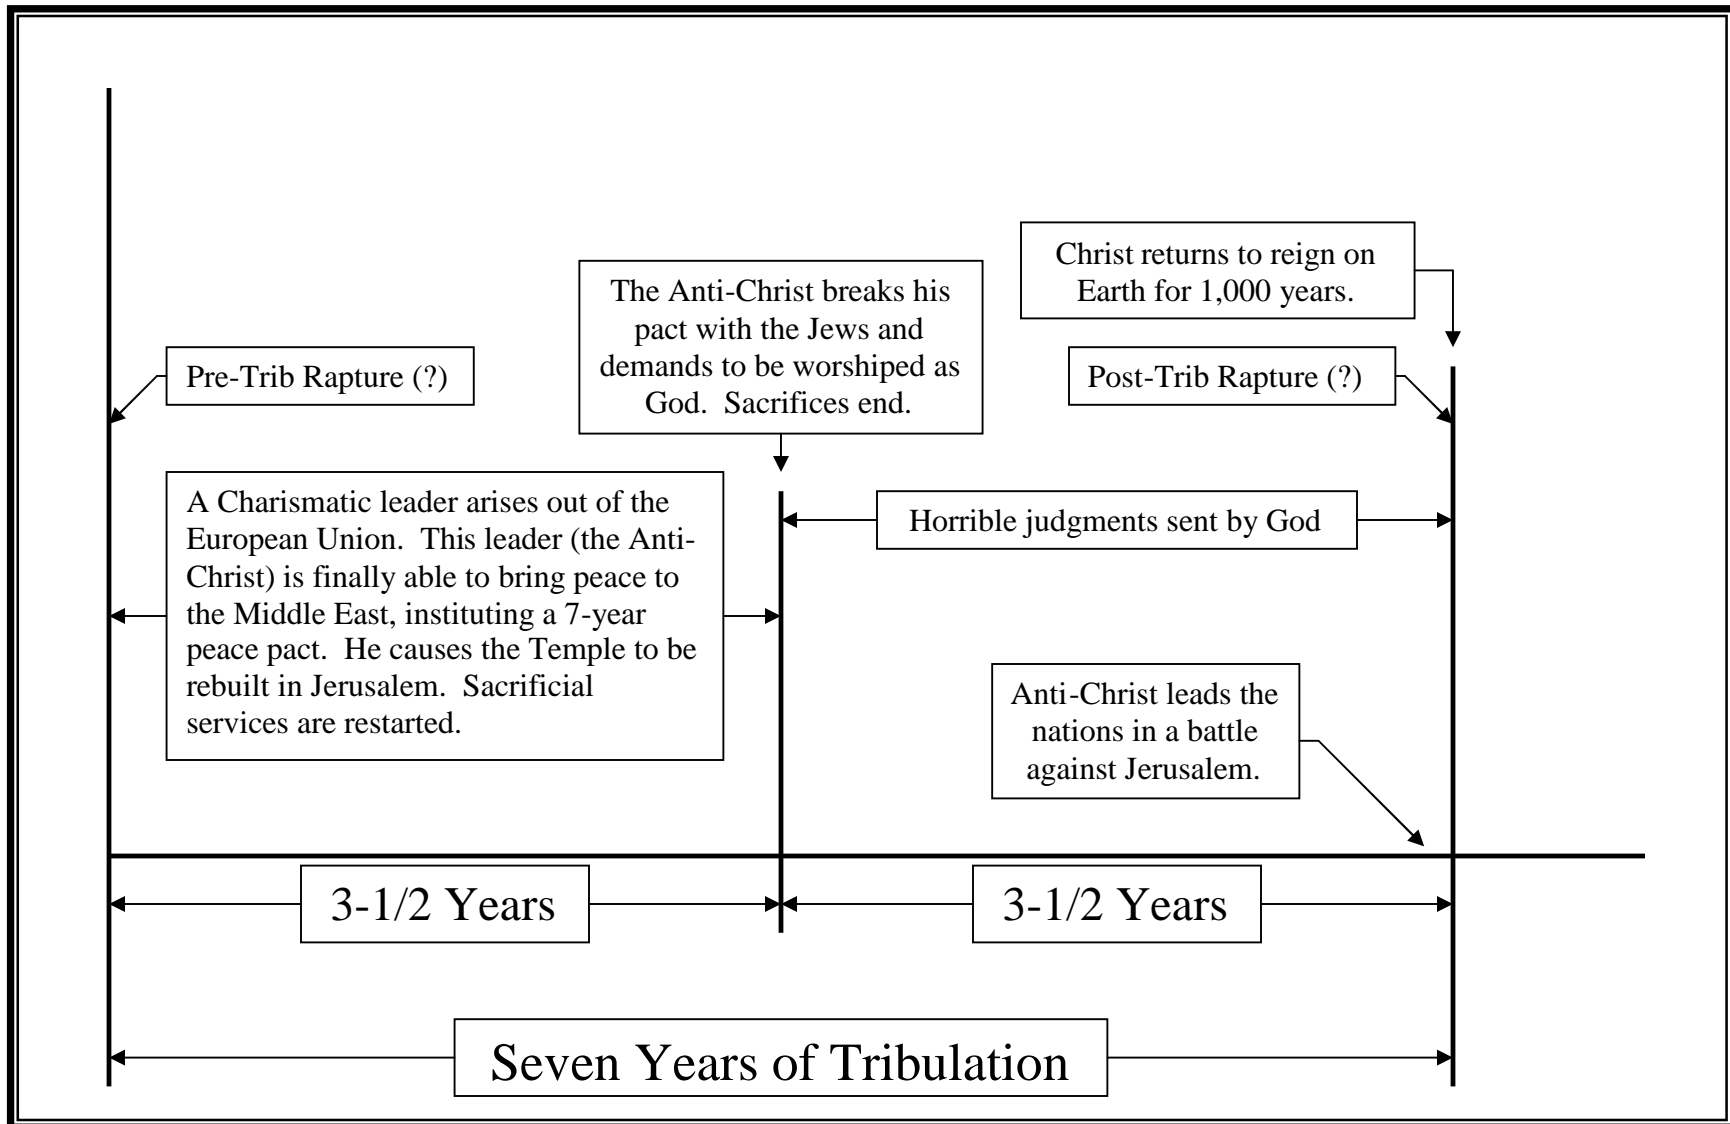 Christ returns to reign on
Earth for 1,000 years.
The Anti-Christ breaks his
pact with the Jews and
demands to be worshiped as
God.  Sacrifices end.
Pre-Trib Rapture (?)
Post-Trib Rapture (?)
A Charismatic leader arises out of the
European Union.  This leader (the Anti-
Christ) is finally able to bring peace to
the Middle East, instituting a 7-year
peace pact.  He causes the Temple to be
rebuilt in Jerusalem.  Sacrificial
services are restarted.
Horrible judgments sent by God
Anti-Christ leads the
nations in a battle
against Jerusalem.
3-1/2 Years
3-1/2 Years
Seven Years of Tribulation